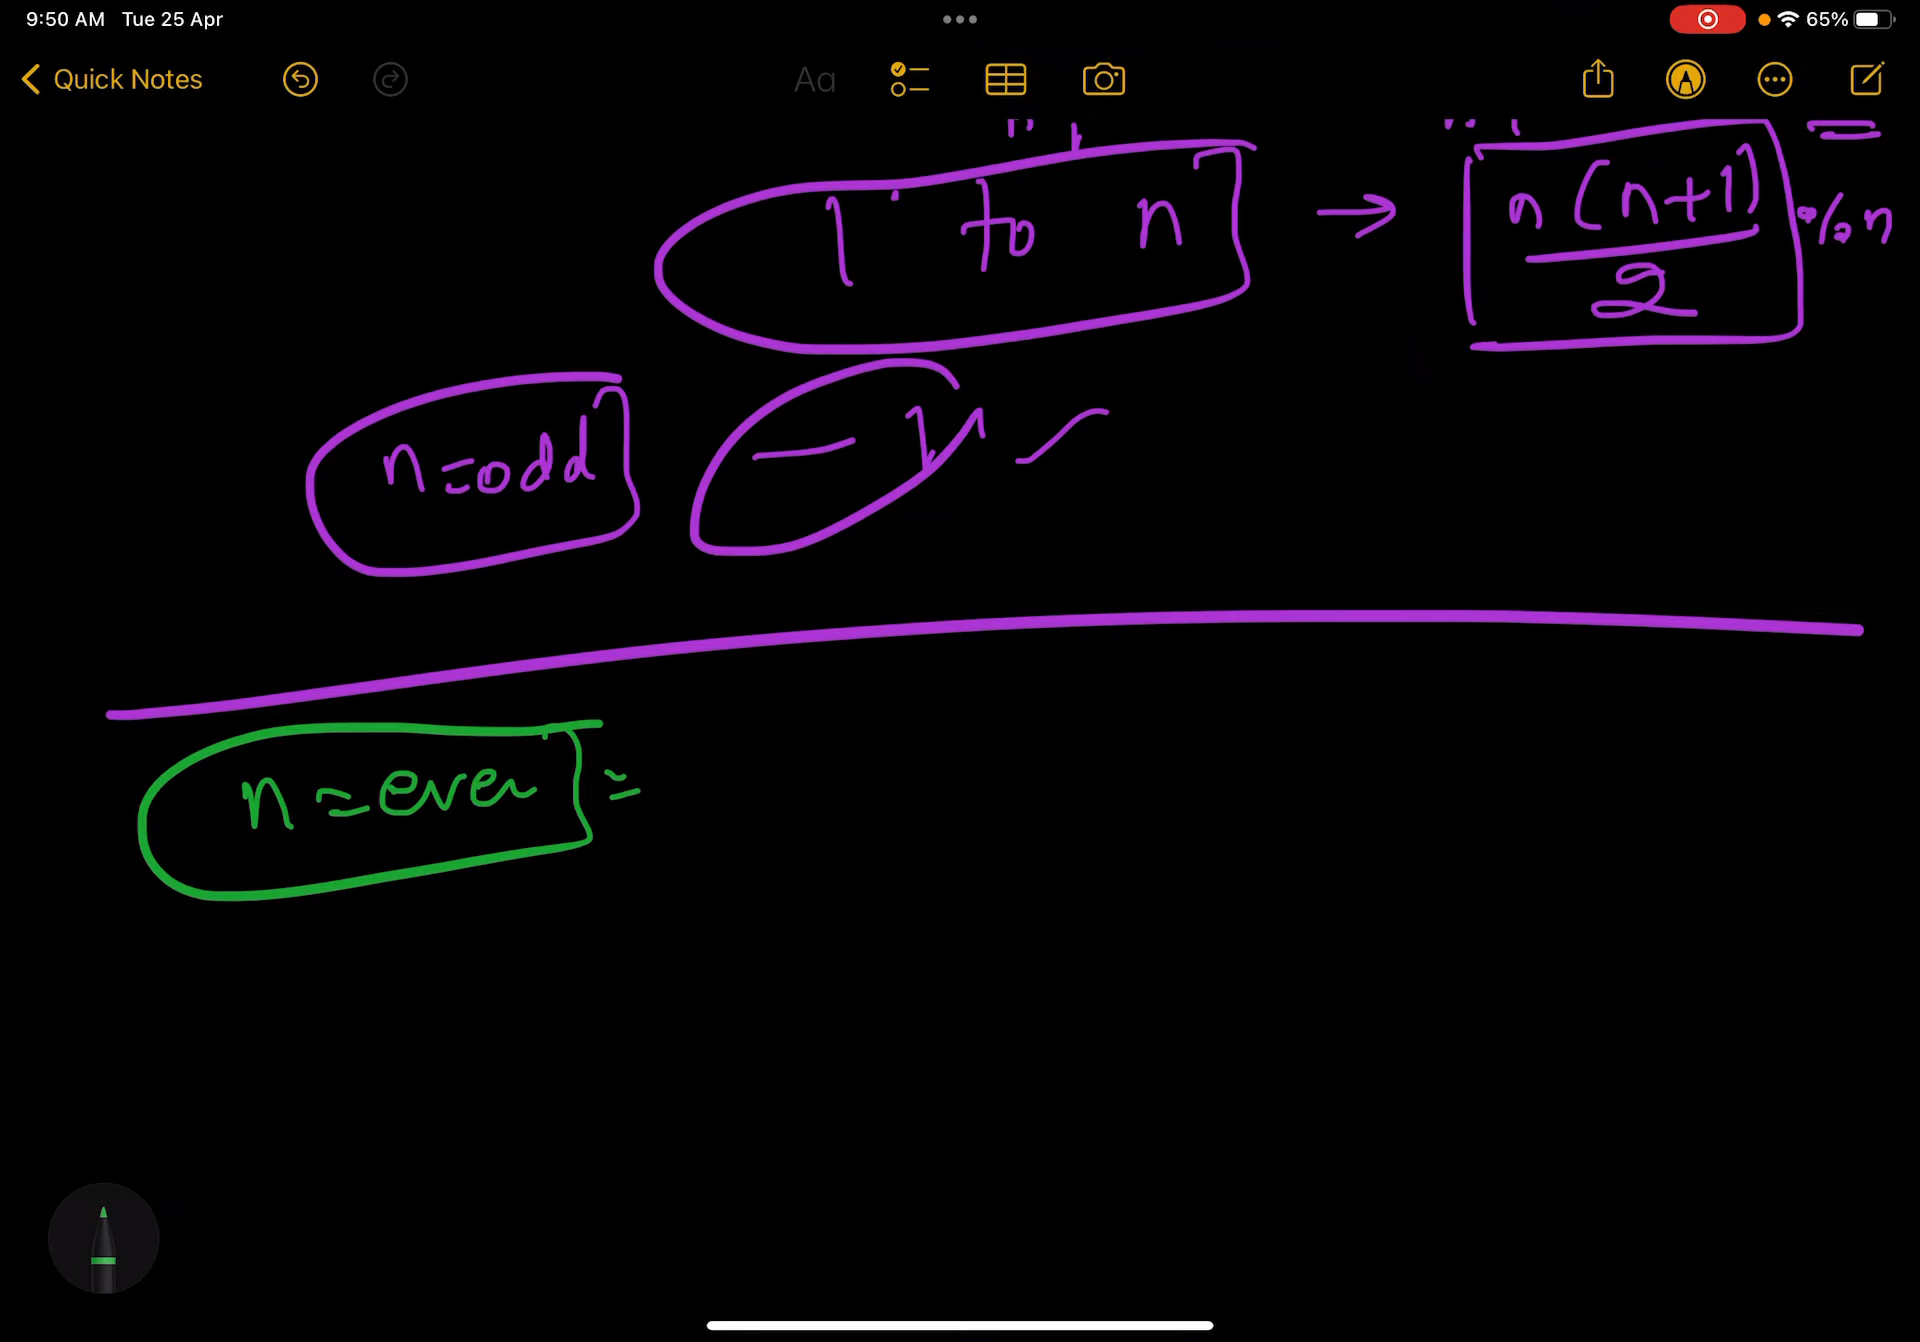 9:50 AM Tue 25 Apr
65%
Quick Notes
Aa
1 to n → n(n+1)/2 % n
n=odd -1
n=even =